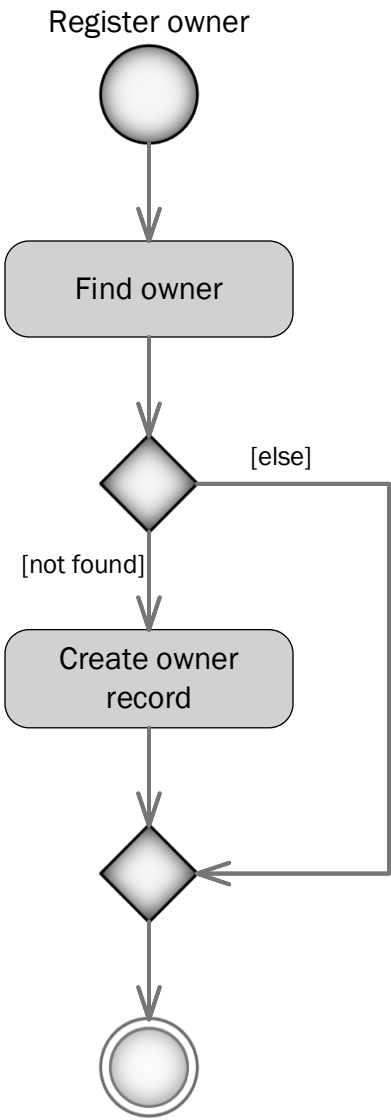 Register owner
Find owner
[else]
[not found]
Create owner
record